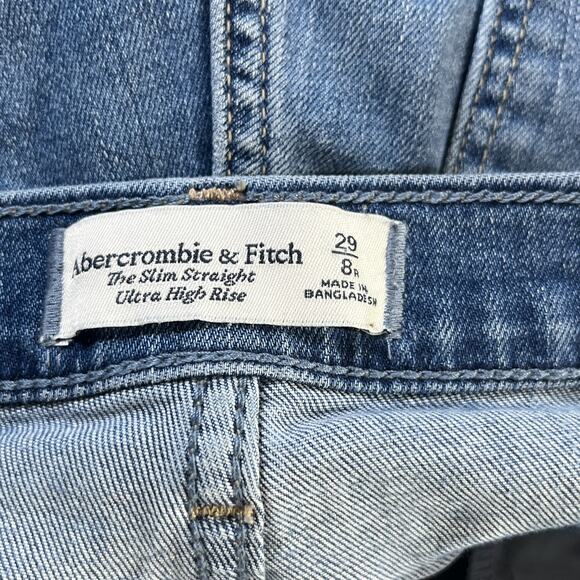 Abercrombie & Fitch
The Slim Straight
Ultra High Rise
29
8R
MADE IN
BANGLADESH